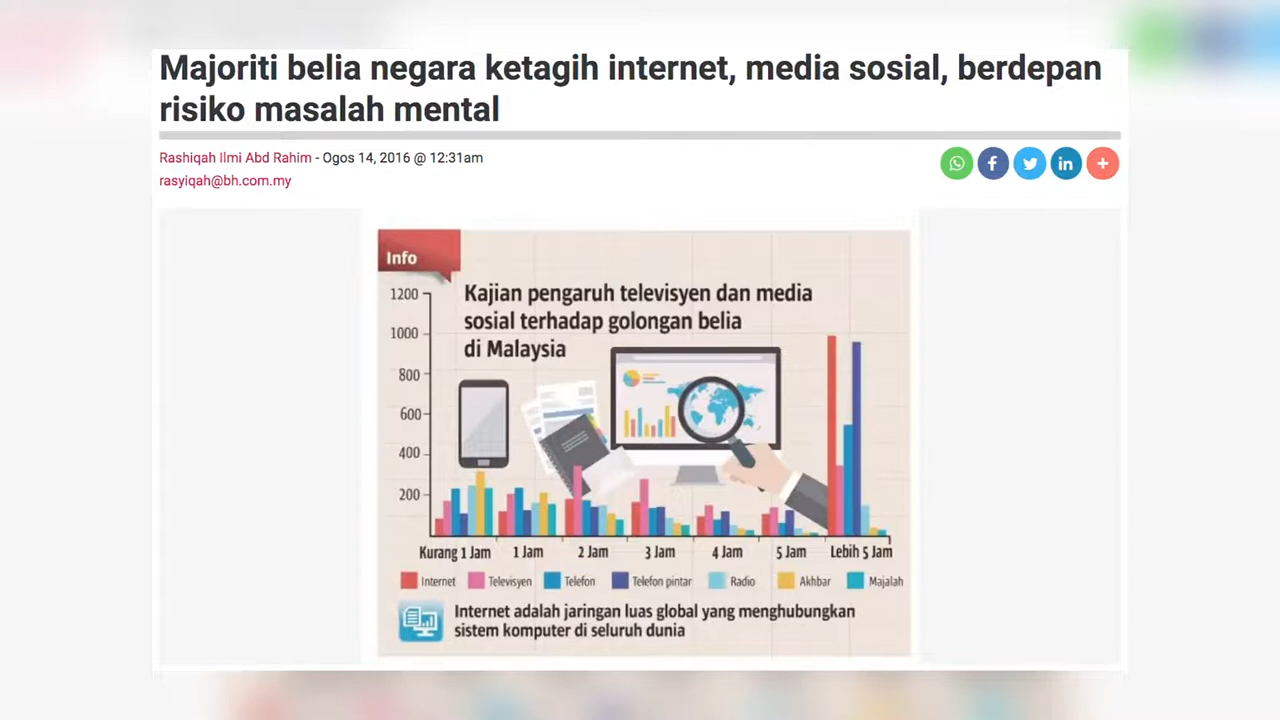 Majoriti belia negara ketagih internet, media sosial, berdepan
risiko masalah mental
Rashiqah Ilmi Abd Rahim - Ogos 14, 2016 @ 12:31am
rasyiqah@bh.com.my
Info
Kajian pengaruh televisyen dan media
sosial terhadap golongan belia
di Malaysia
1200
1000
800
600
400
200
Kurang 1 Jam 1 Jam 2 Jam 3 Jam 4 Jam 5 Jam Lebih 5 Jam
Internet Televisyen Telefon Telefon pintar Radio Akhbar Majalah
Internet adalah jaringan luas global yang menghubungkan
sistem komputer di seluruh dunia